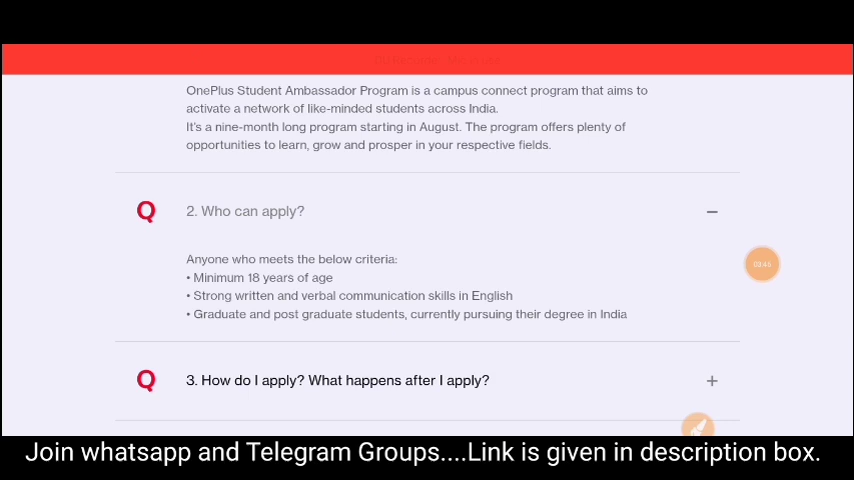 OnePlus Student Ambassador Program is a campus connect program that aims to
activate a network of like-minded students across India.
It's a nine-month long program starting in August. The program offers plenty of
opportunities to learn, grow and prosper in your respective fields.
Q 2. Who can apply? −
Anyone who meets the below criteria:
• Minimum 18 years of age
• Strong written and verbal communication skills in English
• Graduate and post graduate students, currently pursuing their degree in India
Q 3. How do I apply? What happens after I apply? +
Join whatsapp and Telegram Groups....Link is given in description box.